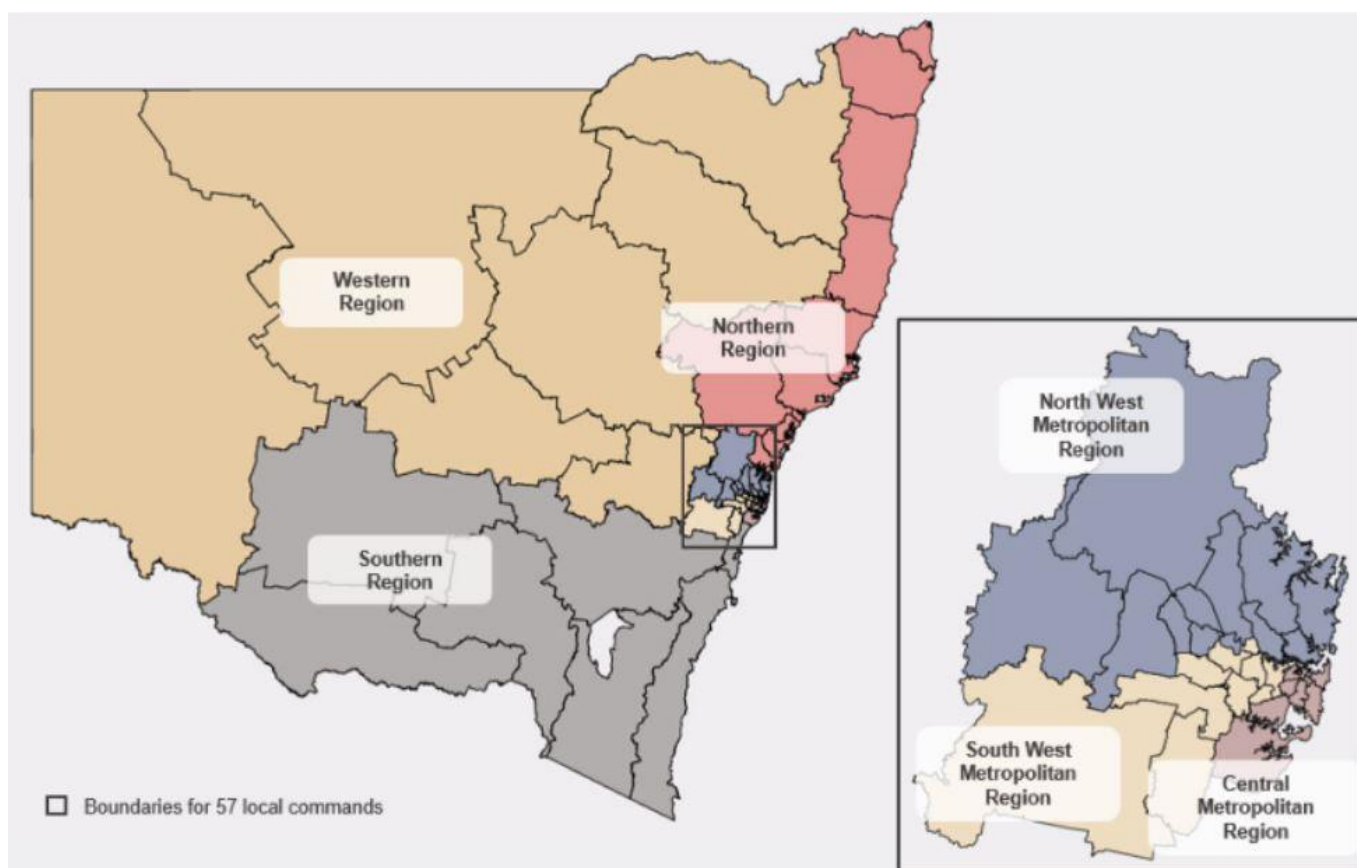 Western
Region
Northern
Region
Southern
Region
Boundaries for 57 local commands
North West
Metropolitan
Region
South West
Metropolitan
Region
Central
Metropolitan
Region